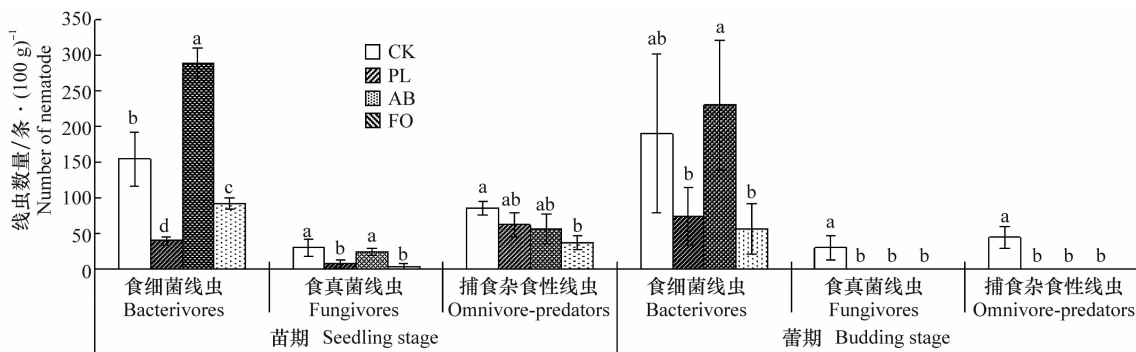 线虫数量/条·(100 g)⁻¹
Number of nematode
350
300
250
200
150
100
50
0
CK
PL
AB
FO
b
d
a
c
a
b
a
b
a
ab
ab
b
ab
b
a
b
a
b
b
b
a
b
b
b
食细菌线虫
Bacterivores
食真菌线虫
Fungivores
捕食杂食性线虫
Omnivore-predators
食细菌线虫
Bacterivores
食真菌线虫
Fungivores
捕食杂食性线虫
Omnivore-predators
苗期 Seedling stage
蕾期 Budding stage